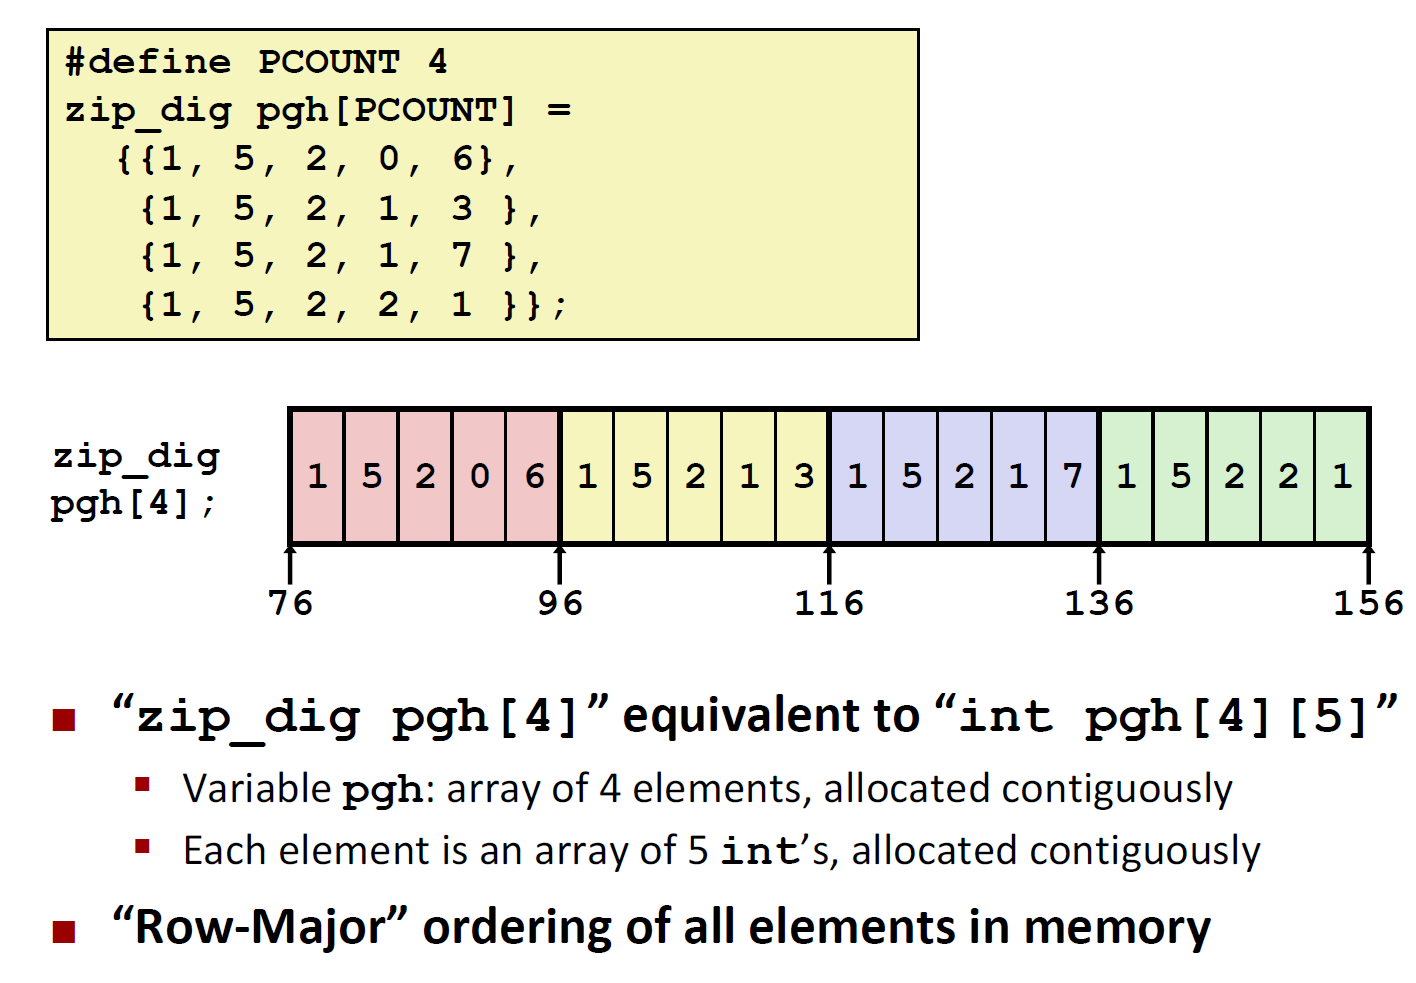 #define PCOUNT 4
zip_dig pgh[PCOUNT] =
{{1, 5, 2, 0, 6},
{1, 5, 2, 1, 3 },
{1, 5, 2, 1, 7 },
{1, 5, 2, 2, 1 }};
zip_dig
pgh[4];
1 5 2 0 6 1 5 2 1 3 1 5 2 1 7 1 5 2 2 1
76 96 116 136 156
“zip_dig pgh[4]” equivalent to “int pgh[4][5]”
Variable pgh: array of 4 elements, allocated contiguously
Each element is an array of 5 int’s, allocated contiguously
“Row-Major” ordering of all elements in memory